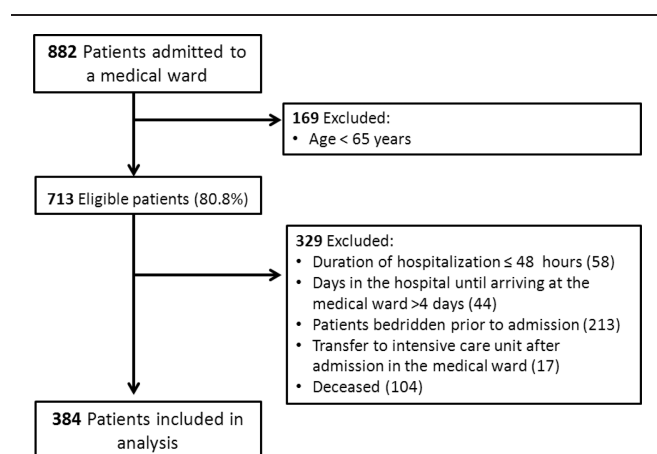 882 Patients admitted to
a medical ward
169 Excluded:
• Age < 65 years
713 Eligible patients (80.8%)
329 Excluded:
• Duration of hospitalization ≤ 48 hours (58)
• Days in the hospital until arriving at the
medical ward >4 days (44)
• Patients bedridden prior to admission (213)
• Transfer to intensive care unit after
admission in the medical ward (17)
• Deceased (104)
384 Patients included in
analysis